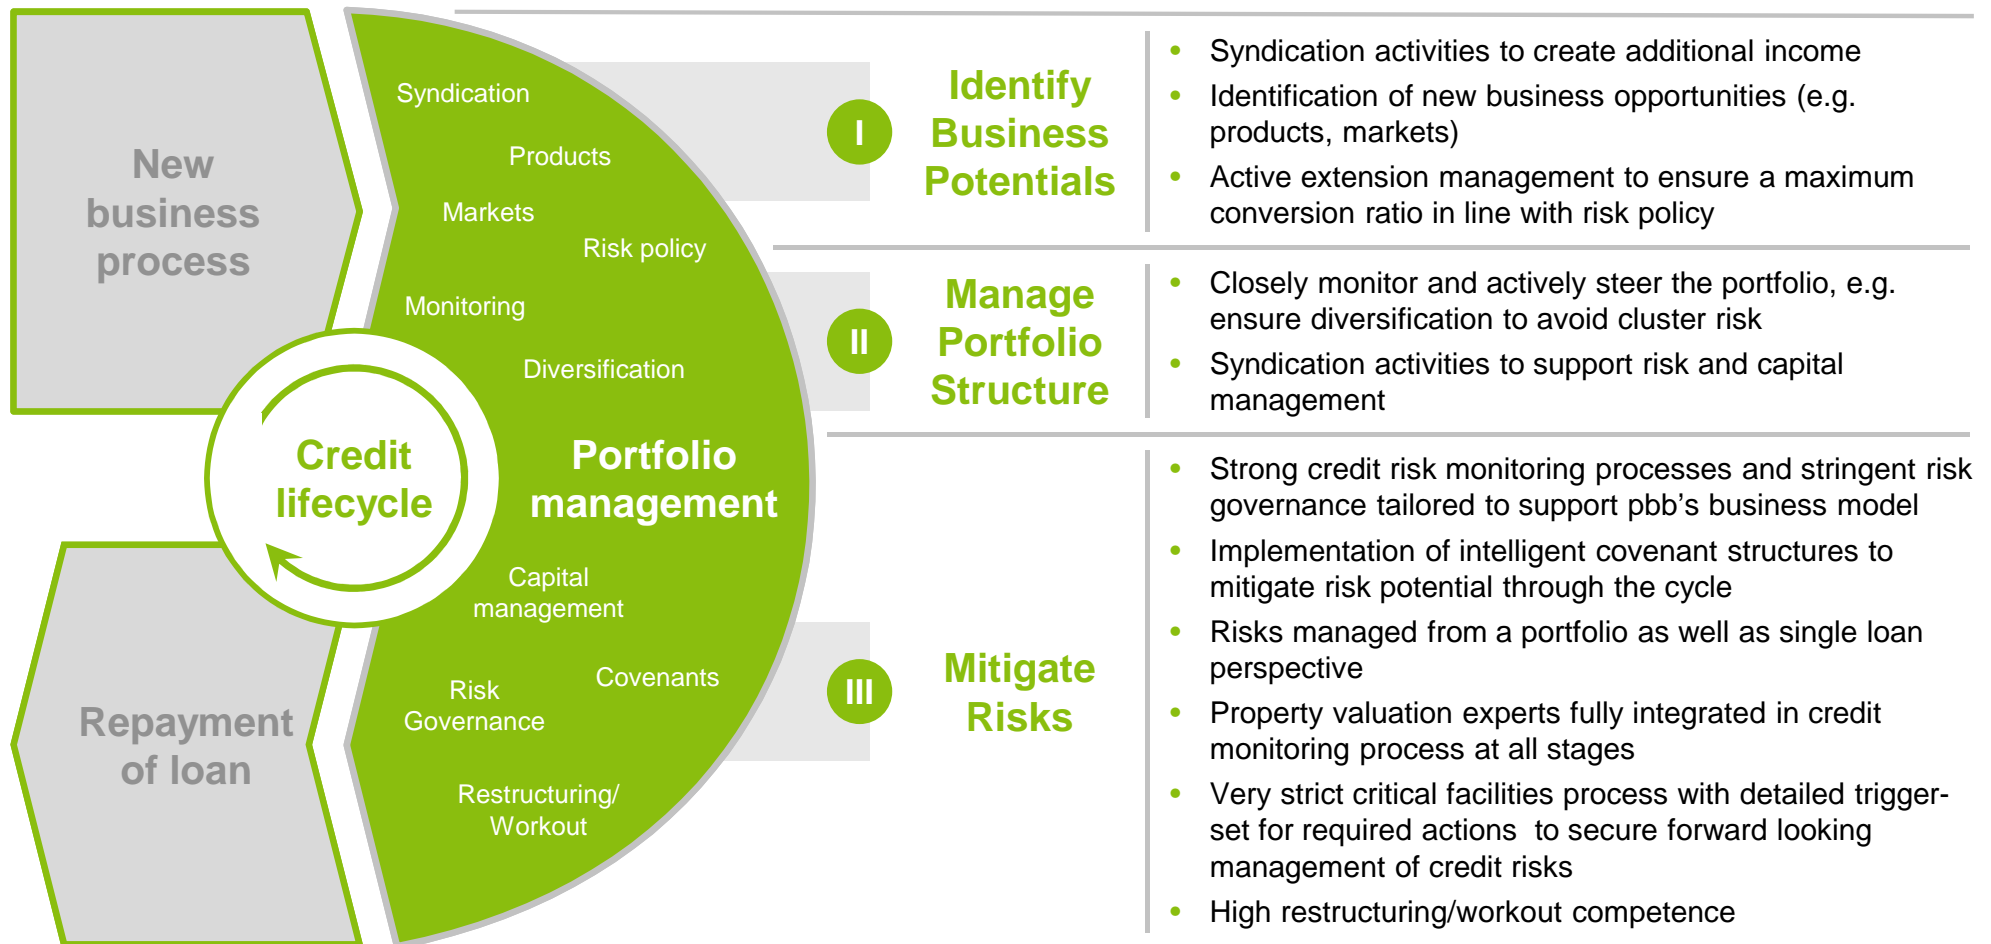 New
business
process
Credit
lifecycle
Repayment
of loan
Syndication
Products
Markets
Risk policy
Monitoring
Diversification
Portfolio
management
Capital
management
Covenants
Risk
Governance
Restructuring/
Workout
I
Identify
Business
Potentials
• Syndication activities to create additional income
• Identification of new business opportunities (e.g.
products, markets)
• Active extension management to ensure a maximum
conversion ratio in line with risk policy
II
Manage
Portfolio
Structure
• Closely monitor and actively steer the portfolio, e.g.
ensure diversification to avoid cluster risk
• Syndication activities to support risk and capital
management
III
Mitigate
Risks
• Strong credit risk monitoring processes and stringent risk
governance tailored to support pbb's business model
• Implementation of intelligent covenant structures to
mitigate risk potential through the cycle
• Risks managed from a portfolio as well as single loan
perspective
• Property valuation experts fully integrated in credit
monitoring process at all stages
• Very strict critical facilities process with detailed trigger-
set for required actions  to secure forward looking
management of credit risks
• High restructuring/workout competence